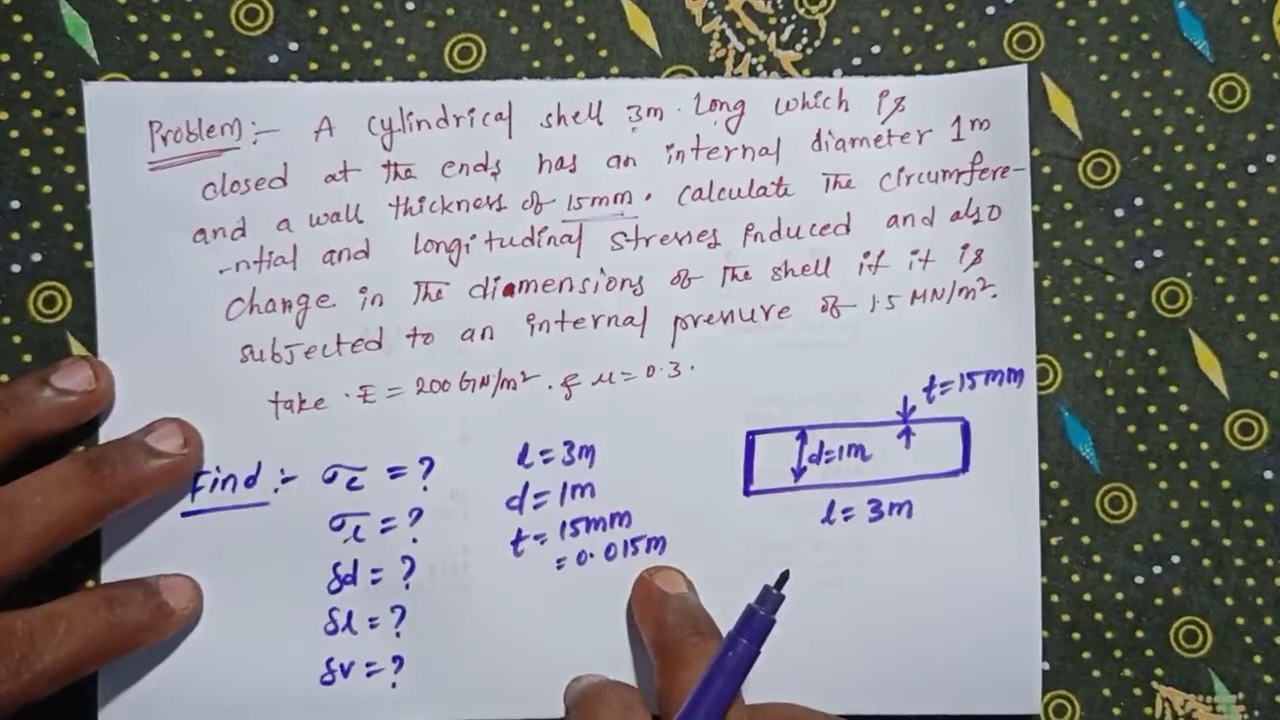 Problem:- A cylindrical shell 3m long which is
closed at the ends has an internal diameter 1m
and a wall thickness of 15mm. calculate the circumfere-
-ntial and longitudinal stresses induced and also
change in the diamensions of the shell if it is
subjected to an internal pressure of 1.5 MN/m².
take E = 200 GN/m². & μ = 0.3.
Find:- σc = ?
σl = ?
δd = ?
δl = ?
δv = ?
l = 3m
d = 1m
t = 15mm
= 0.015m
t = 15mm
d = 1m
l = 3m